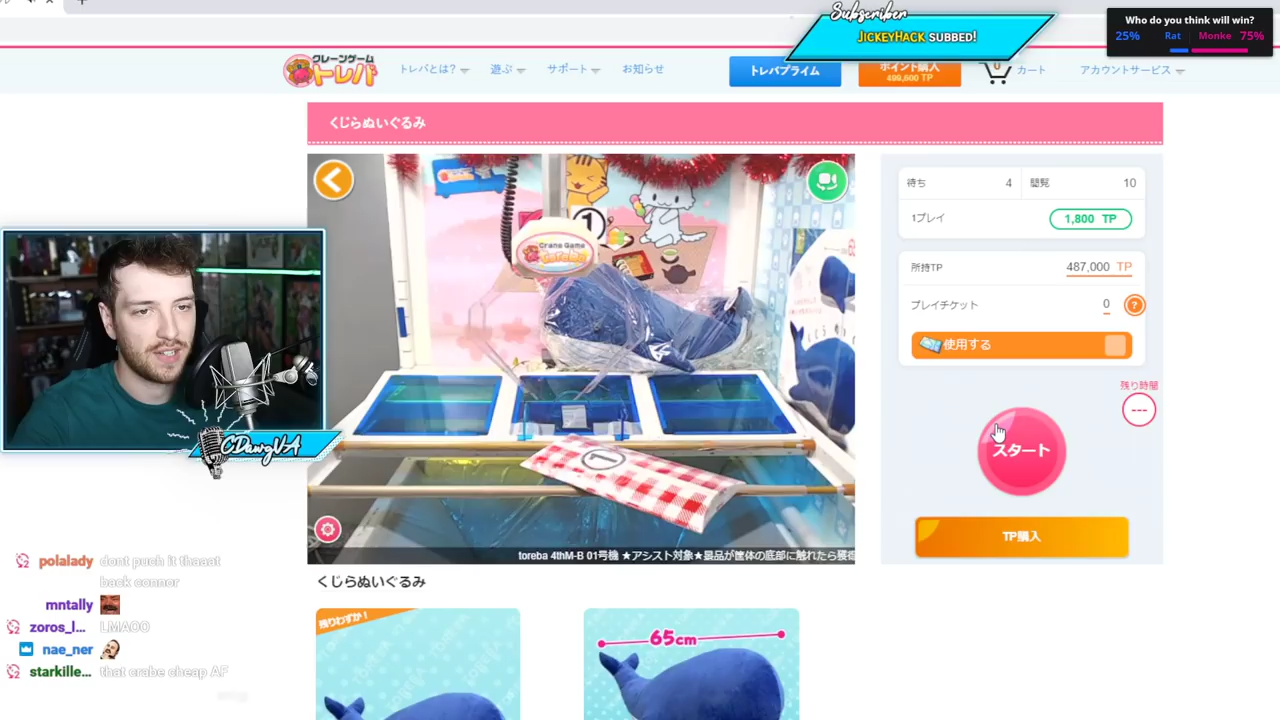 Subscriber
JICKEYHACK SUBBED!
Who do you think will win?
25% Rat Monke 75%
クレーンゲーム
トレバ
トレバとは?
遊ぶ
サポート
お知らせ
トレバプライム
ポイント購入
499,600 TP
0
カート
アカウントサービス
くじらぬいぐるみ
待ち 4
閲覧 10
1プレイ 1,800 TP
所持TP 487,000 TP
プレイチケット 0 ?
使用する
残り時間
---
スタート
TP購入
1
Crane Game
Toreba
1
toreba 4thM-B 01号機 ★アシスト対象★景品が筐体の底部に触れたら獲得
くじらぬいぐるみ
残りわずか!
65cm
CDawgVA
polalady dont puch it thaaat
back connor
mntally
zoros_l... LMAOO
nae_ner
starkille... that crabe cheap AF